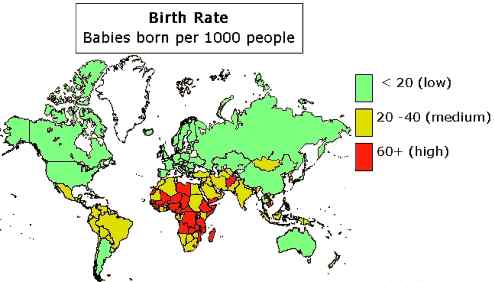 Birth Rate
Babies born per 1000 people
< 20 (low)
20 -40 (medium)
60+ (high)